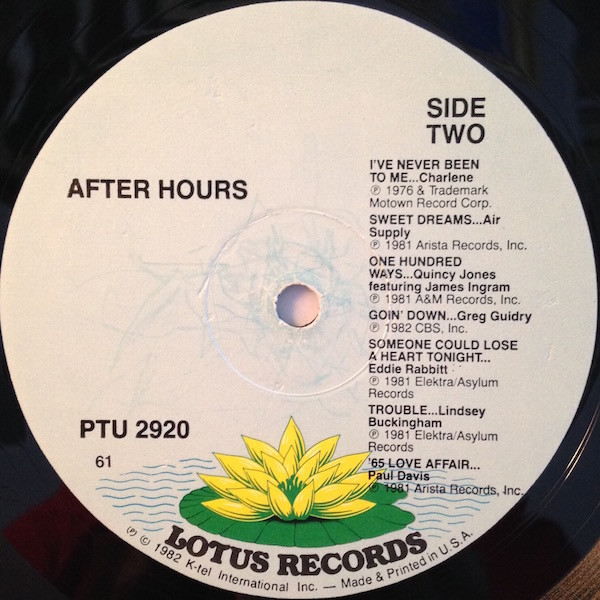 AFTER HOURS
SIDE
TWO
I'VE NEVER BEEN
TO ME...Charlene
℗ 1976 & Trademark
Motown Record Corp.
SWEET DREAMS...Air
Supply
℗ 1981 Arista Records, Inc.
ONE HUNDRED
WAYS...Quincy Jones
featuring James Ingram
℗ 1981 A&M Records, Inc.
GOIN' DOWN...Greg Guidry
℗ 1982 CBS, Inc.
SOMEONE COULD LOSE
A HEART TONIGHT...
Eddie Rabbitt
℗ 1981 Elektra/Asylum
Records
TROUBLE...Lindsey
Buckingham
℗ 1981 Elektra/Asylum
Records
'65 LOVE AFFAIR...
Paul Davis
℗ 1981 Arista Records, Inc.
PTU 2920
61
LOTUS RECORDS
℗ © 1982 K-tel International Inc. — Made & Printed in U.S.A.